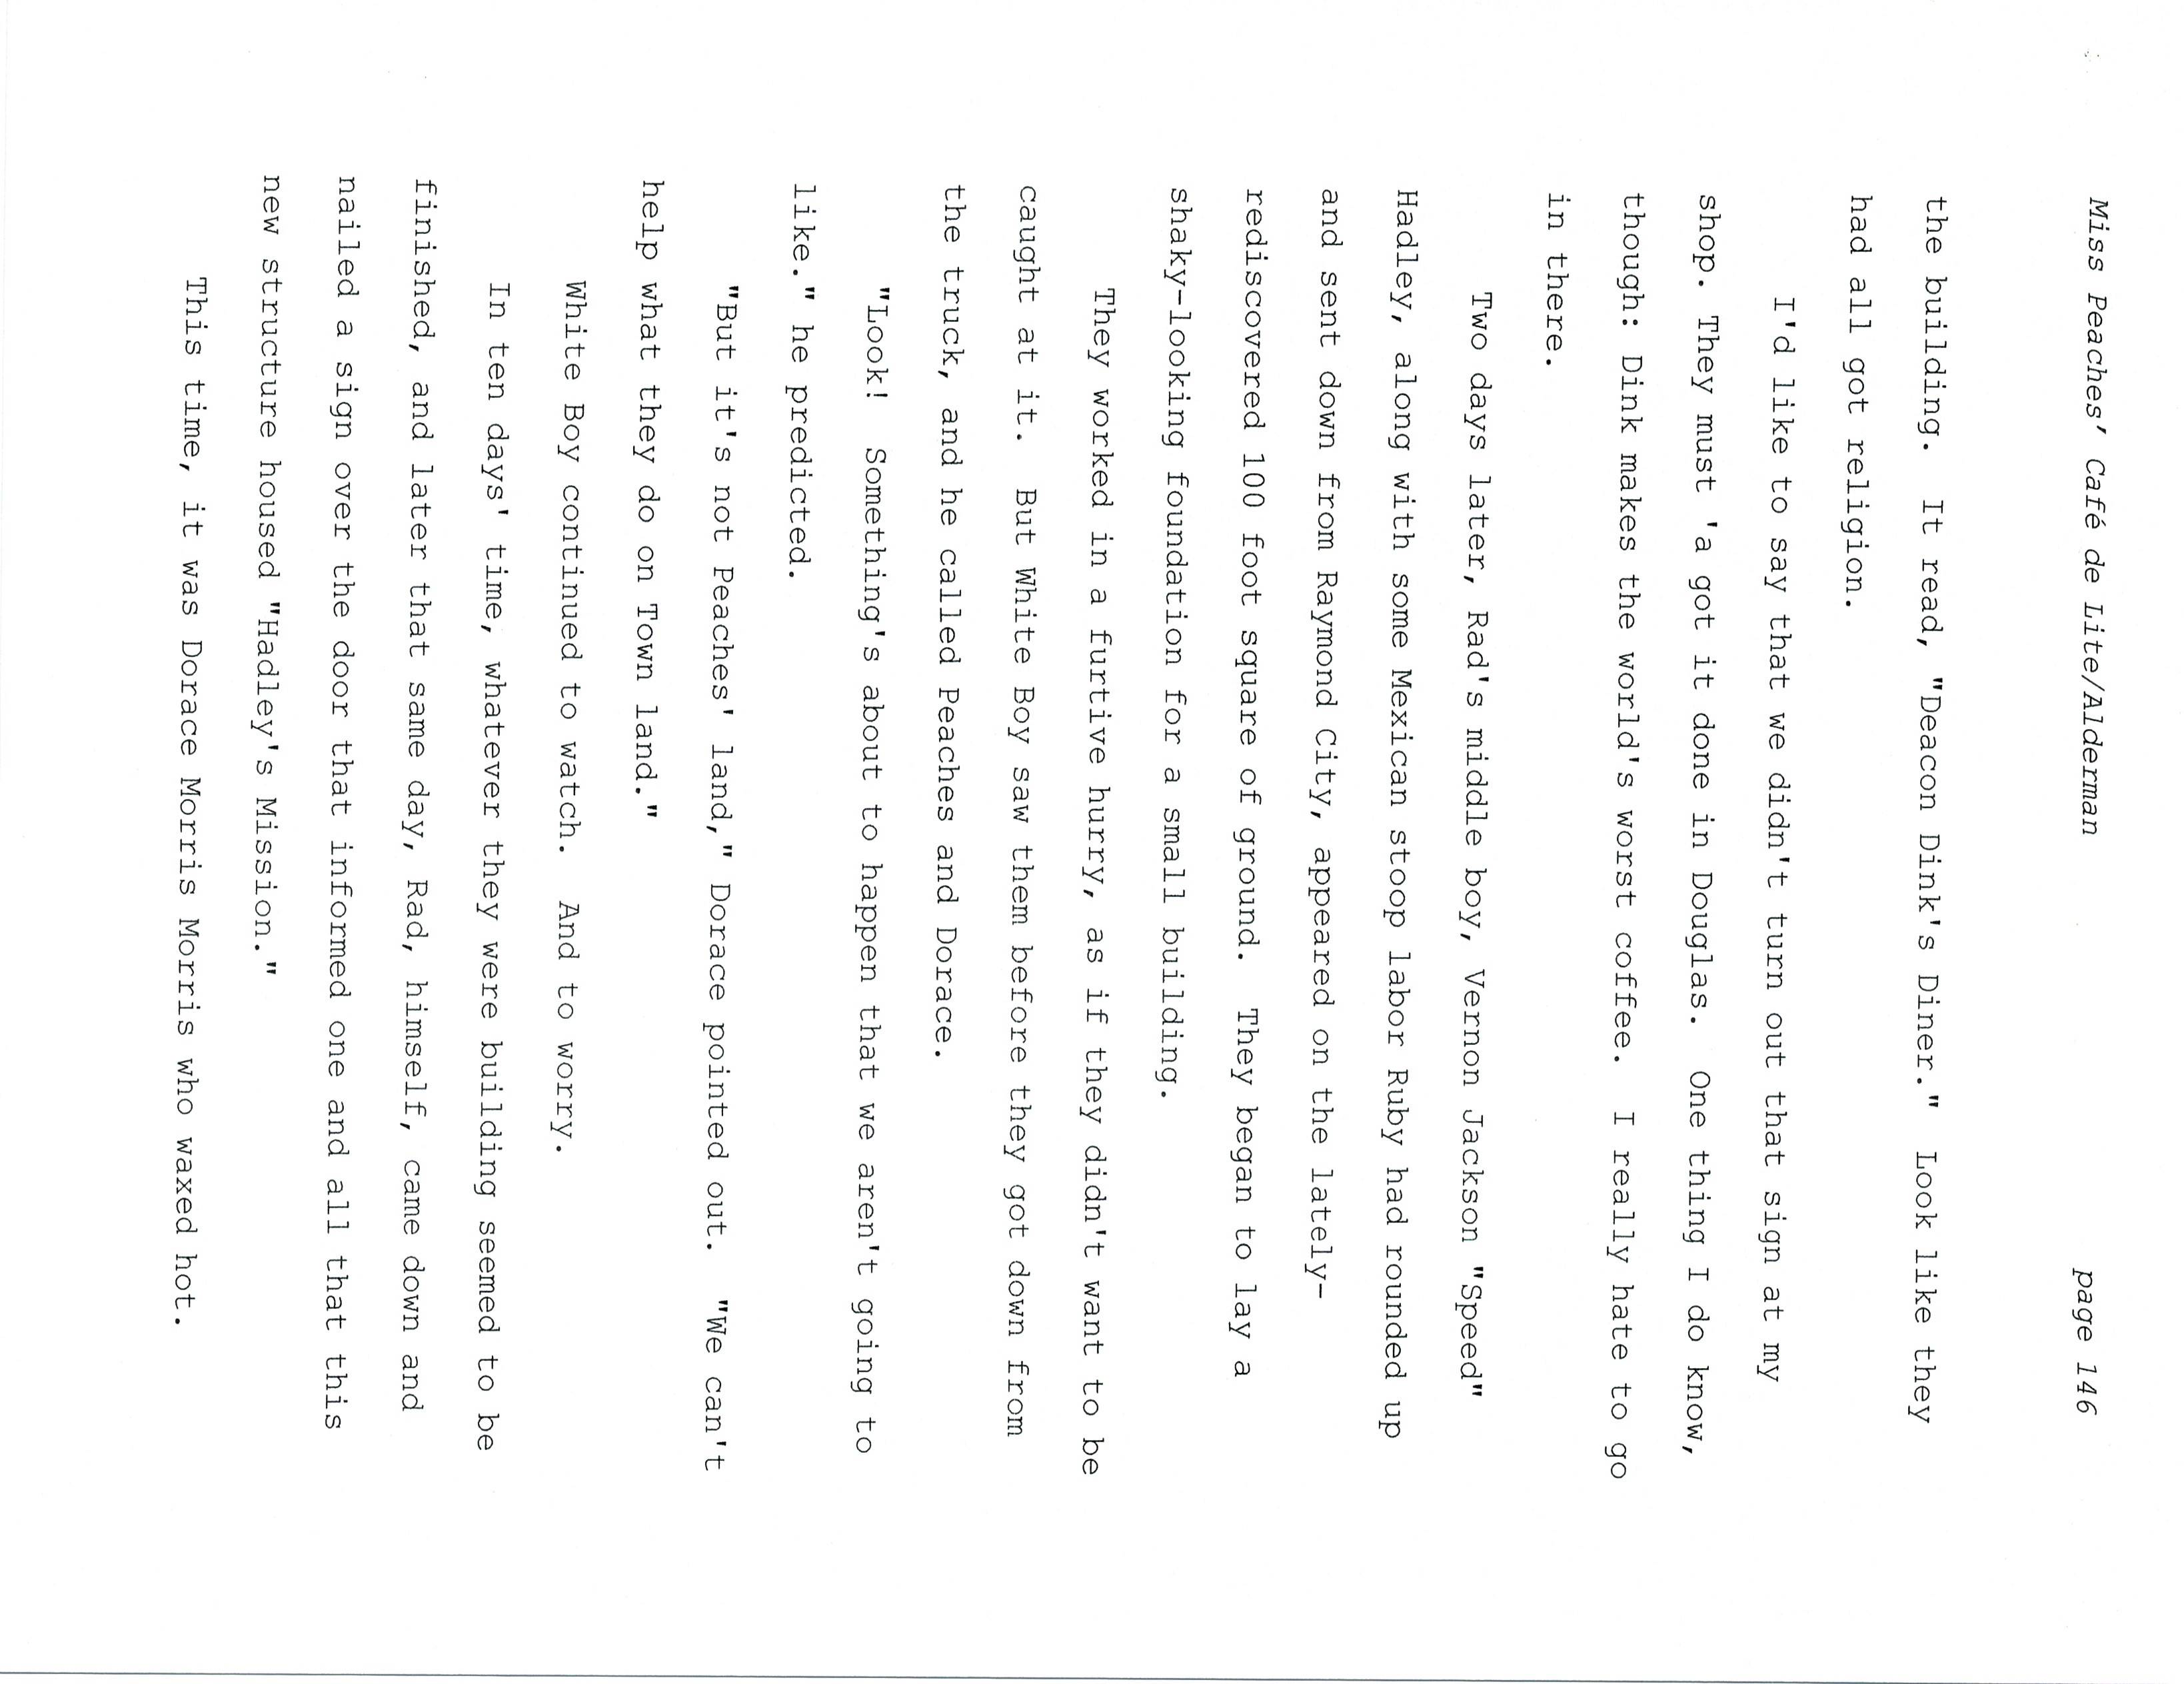 Miss Peaches' Café de Lite/Alderman page 146
the building.  It read, "Deacon Dink's Diner."  Look like they
had all got religion.
I'd like to say that we didn't turn out that sign at my
shop. They must 'a got it done in Douglas.  One thing I do know,
though: Dink makes the world's worst coffee.  I really hate to go
in there.
Two days later, Rad's middle boy, Vernon Jackson "Speed"
Hadley, along with some Mexican stoop labor Ruby had rounded up
and sent down from Raymond City, appeared on the lately-
rediscovered 100 foot square of ground.  They began to lay a
shaky-looking foundation for a small building.
They worked in a furtive hurry, as if they didn't want to be
caught at it.  But White Boy saw them before they got down from
the truck, and he called Peaches and Dorace.
"Look!  Something's about to happen that we aren't going to
like." he predicted.
"But it's not Peaches' land," Dorace pointed out.  "We can't
help what they do on Town land."
White Boy continued to watch.  And to worry.
In ten days' time, whatever they were building seemed to be
finished, and later that same day, Rad, himself, came down and
nailed a sign over the door that informed one and all that this
new structure housed "Hadley's Mission."
This time, it was Dorace Morris Morris who waxed hot.